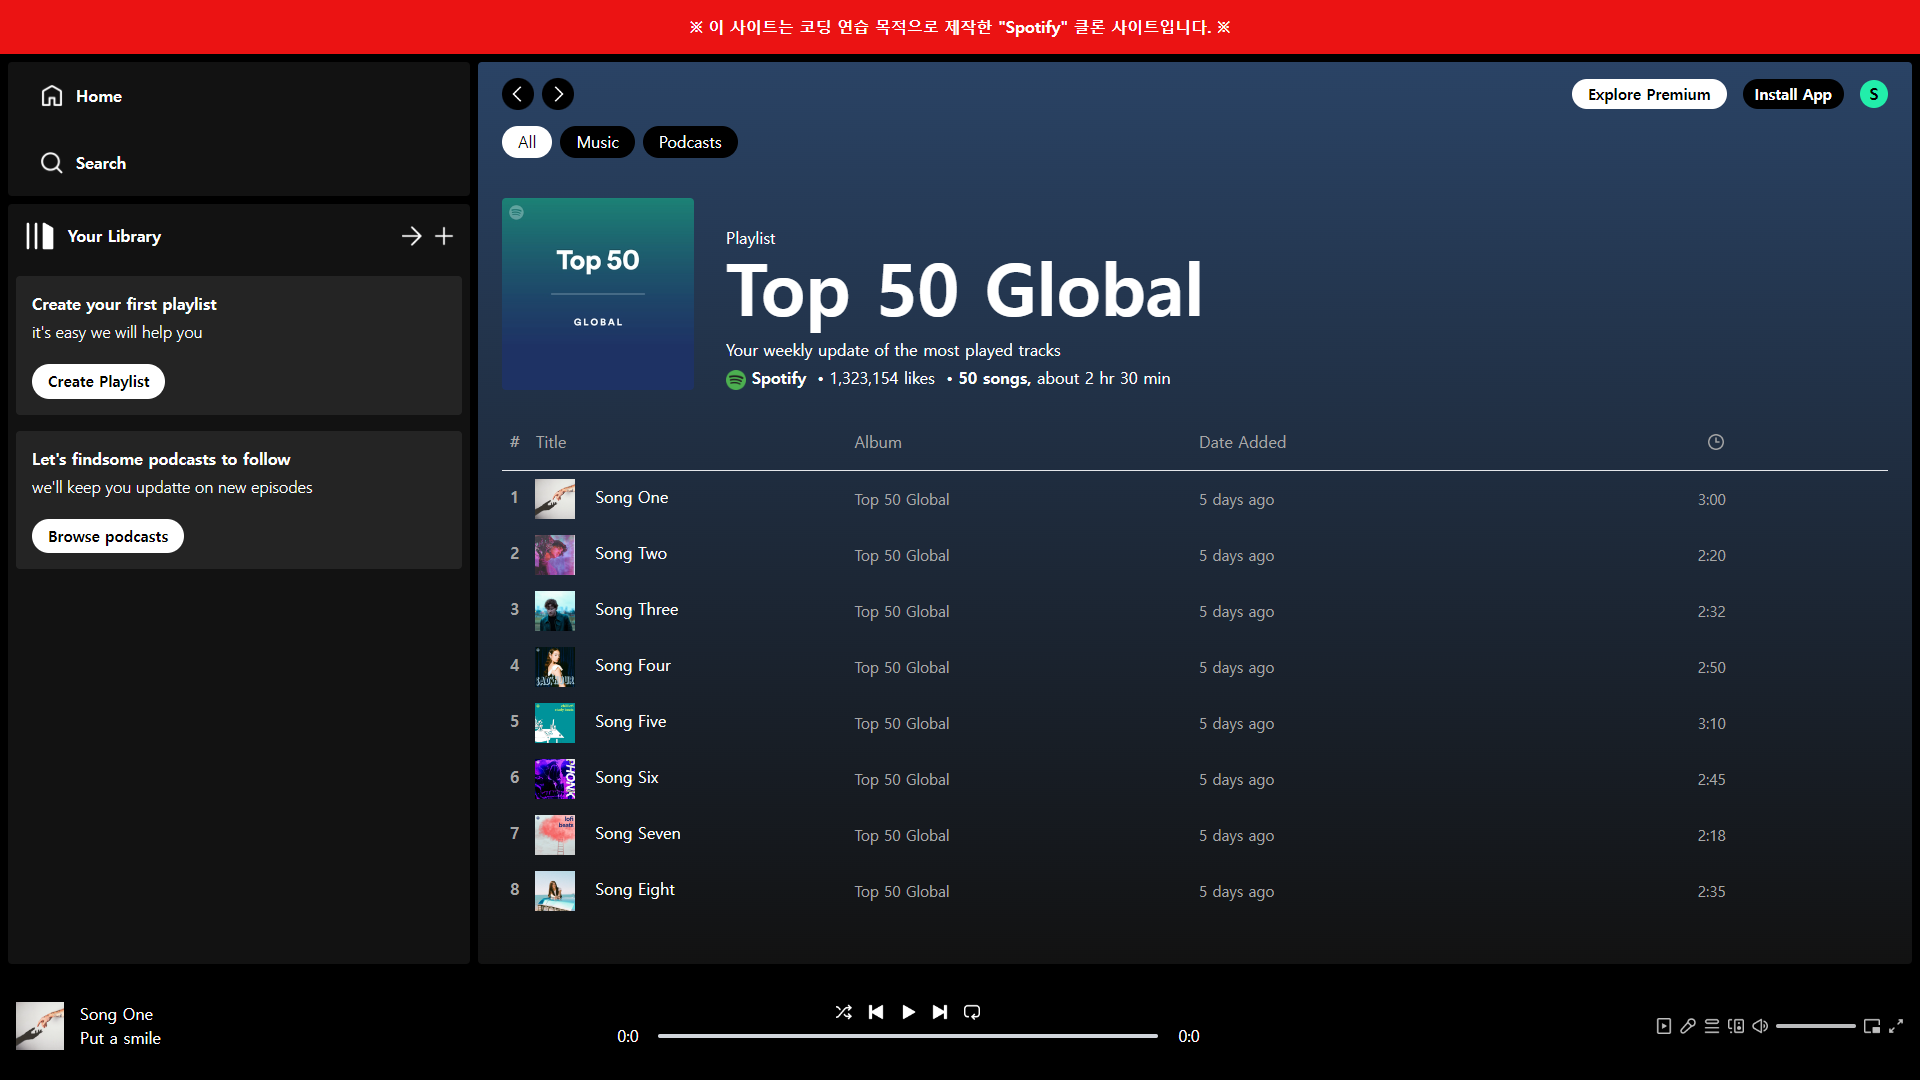 ※ 이 사이트는 코딩 연습 목적으로 제작한 "Spotify" 클론 사이트입니다. ※
Home
Search
Your Library
Create your first playlist
it's easy we will help you
Create Playlist
Let's findsome podcasts to follow
we'll keep you updatte on new episodes
Browse podcasts
Explore Premium
Install App
S
All
Music
Podcasts
Top 50
GLOBAL
Playlist
Top 50 Global
Your weekly update of the most played tracks
Spotify • 1,323,154 likes • 50 songs, about 2 hr 30 min
# Title Album Date Added
1 Song One Top 50 Global 5 days ago 3:00
2 Song Two Top 50 Global 5 days ago 2:20
3 Song Three Top 50 Global 5 days ago 2:32
4 Song Four Top 50 Global 5 days ago 2:50
5 Song Five Top 50 Global 5 days ago 3:10
6 Song Six Top 50 Global 5 days ago 2:45
PHONK
7 Song Seven Top 50 Global 5 days ago 2:18
lofi
beats
8 Song Eight Top 50 Global 5 days ago 2:35
Song One
Put a smile
0:0
0:0